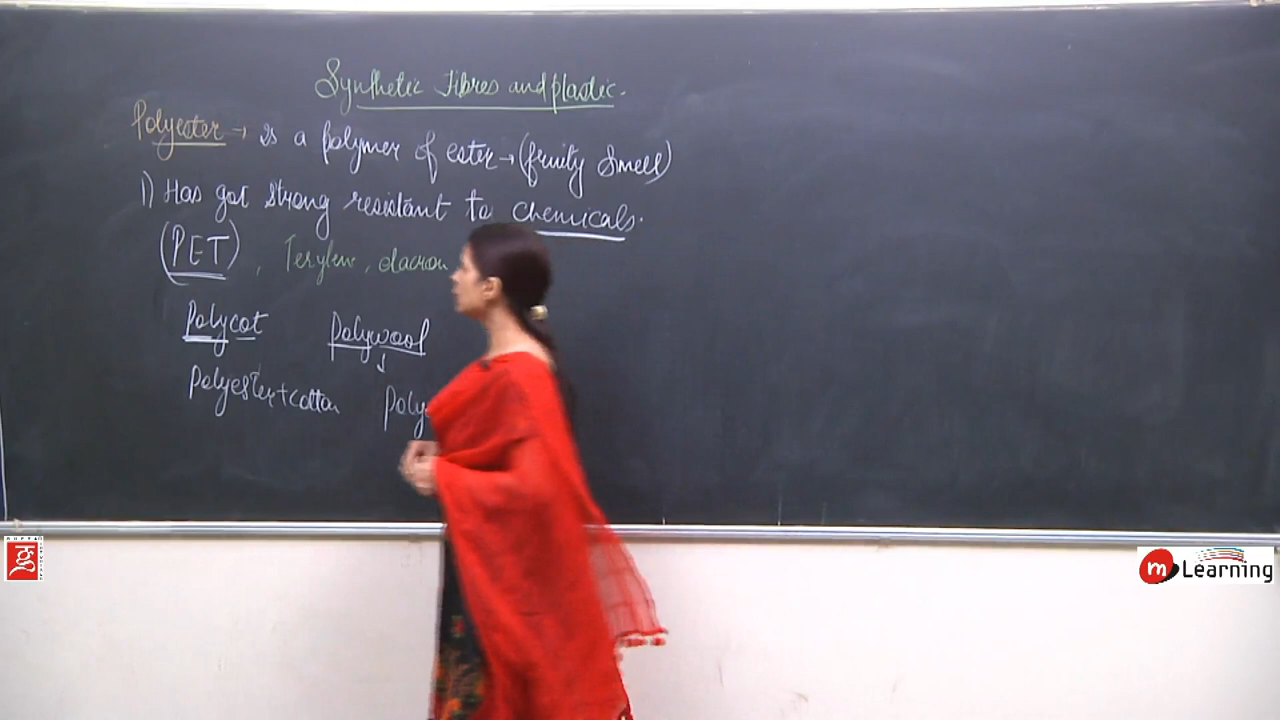 Synthetic Fibres and plastic.
Polyester → is a polymer of ester → (fruity smell)
1) Has got strong resistant to chemicals.
(PET), Terylene, dacron
Polycot polywool
Polyester + cotton poly
m Learning